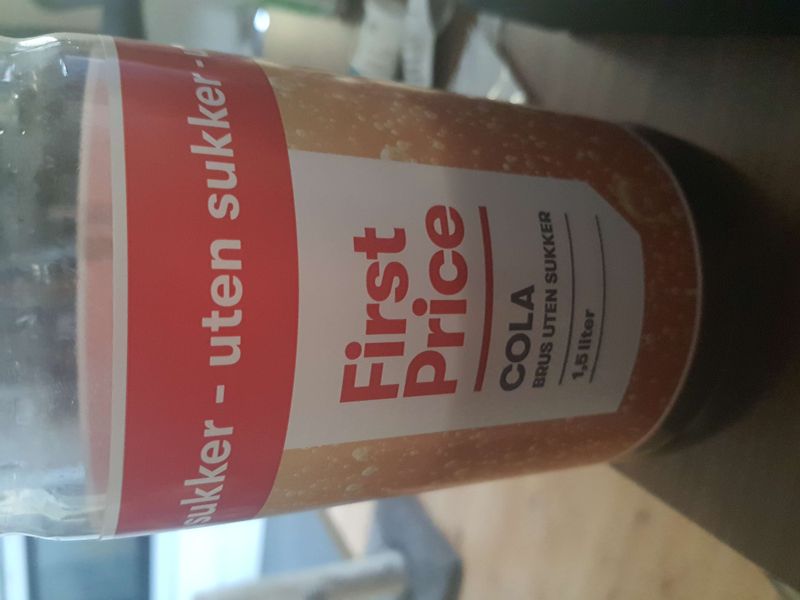 sukker - uten sukker -
First
Price
COLA
BRUS UTEN SUKKER
1,5 liter